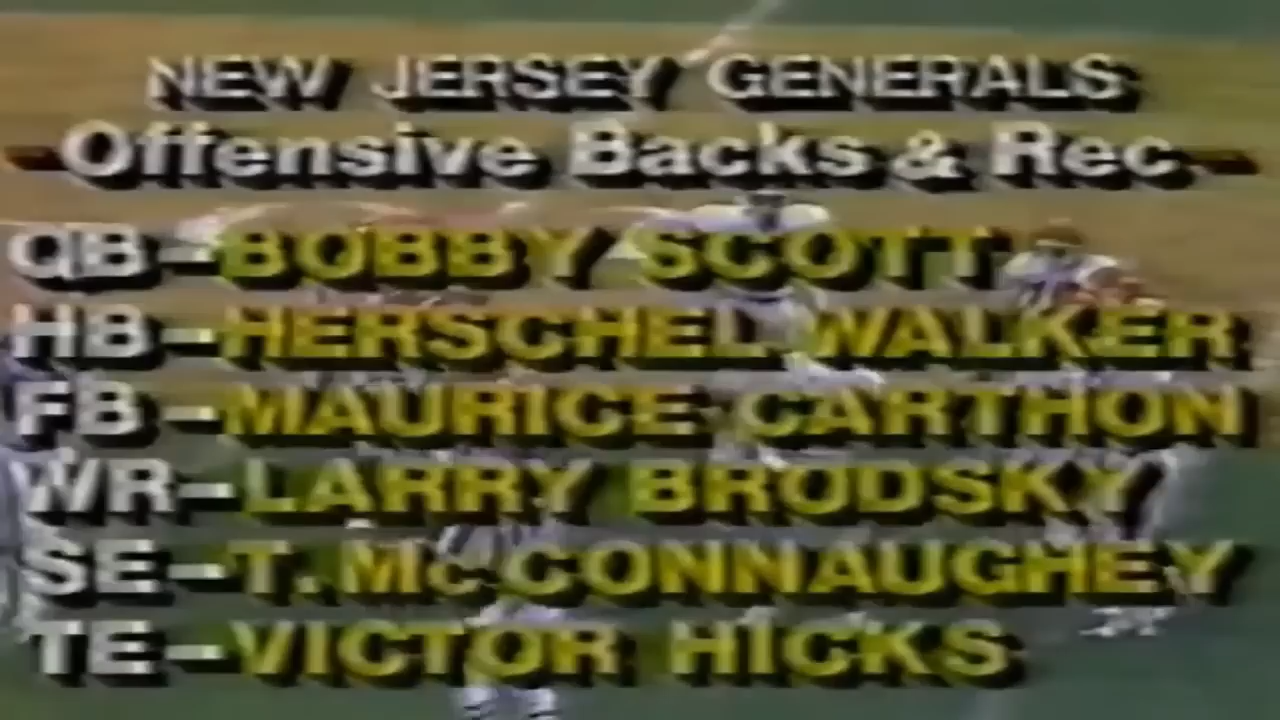 NEW JERSEY GENERALS
-Offensive Backs & Rec-
QB-BOBBY SCOTT
HB-HERSCHEL WALKER
FB-MAURICE CARTHON
WR-LARRY BRODSKY
SE-T. McCONNAUGHEY
TE-VICTOR HICKS